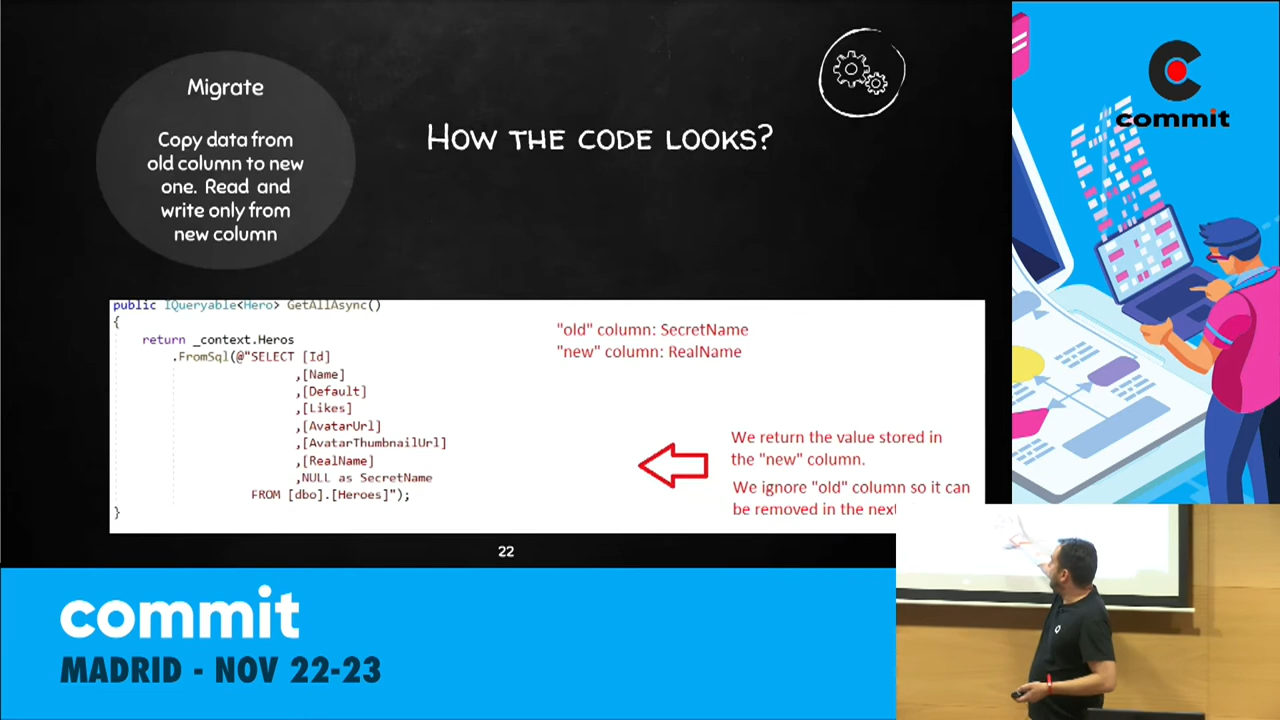 Migrate
Copy data from
old column to new
one. Read and
write only from
new column
HOW THE CODE LOOKS?
public IQueryable<Hero> GetAllAsync()
{
return _context.Heros
.FromSql(@"SELECT [Id]
,[Name]
,[Default]
,[Likes]
,[AvatarUrl]
,[AvatarThumbnailUrl]
,[RealName]
,NULL as SecretName
FROM [dbo].[Heroes]");
}
"old" column: SecretName
"new" column: RealName
We return the value stored in
the "new" column.
We ignore "old" column so it can
be removed in the next
22
commit
commit
MADRID - NOV 22-23